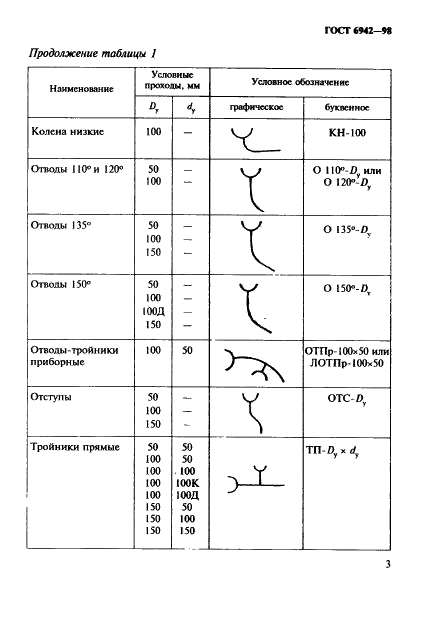 ГОСТ 6942—98
Продолжение таблицы 1
Наименование
Условные проходы, мм
Условное обозначение
Dу
dу
графическое
буквенное
Колена низкие 100 — КН-100
Отводы 110° и 120° 50 — О 110°-Dу или
100 — О 120°-Dу
Отводы 135° 50 — О 135°-Dу
100 —
150 —
Отводы 150° 50 — О 150°-Dу
100 —
100Д —
150 —
Отводы-тройники 100 50 ОТПр-100×50 или
приборные ЛОТПр-100×50
Отступы 50 — ОТС-Dу
100 —
150 —
Тройники прямые 50 50 ТП-Dу × dу
100 50
100 100
100 100К
100 100Д
150 50
150 100
150 150
3